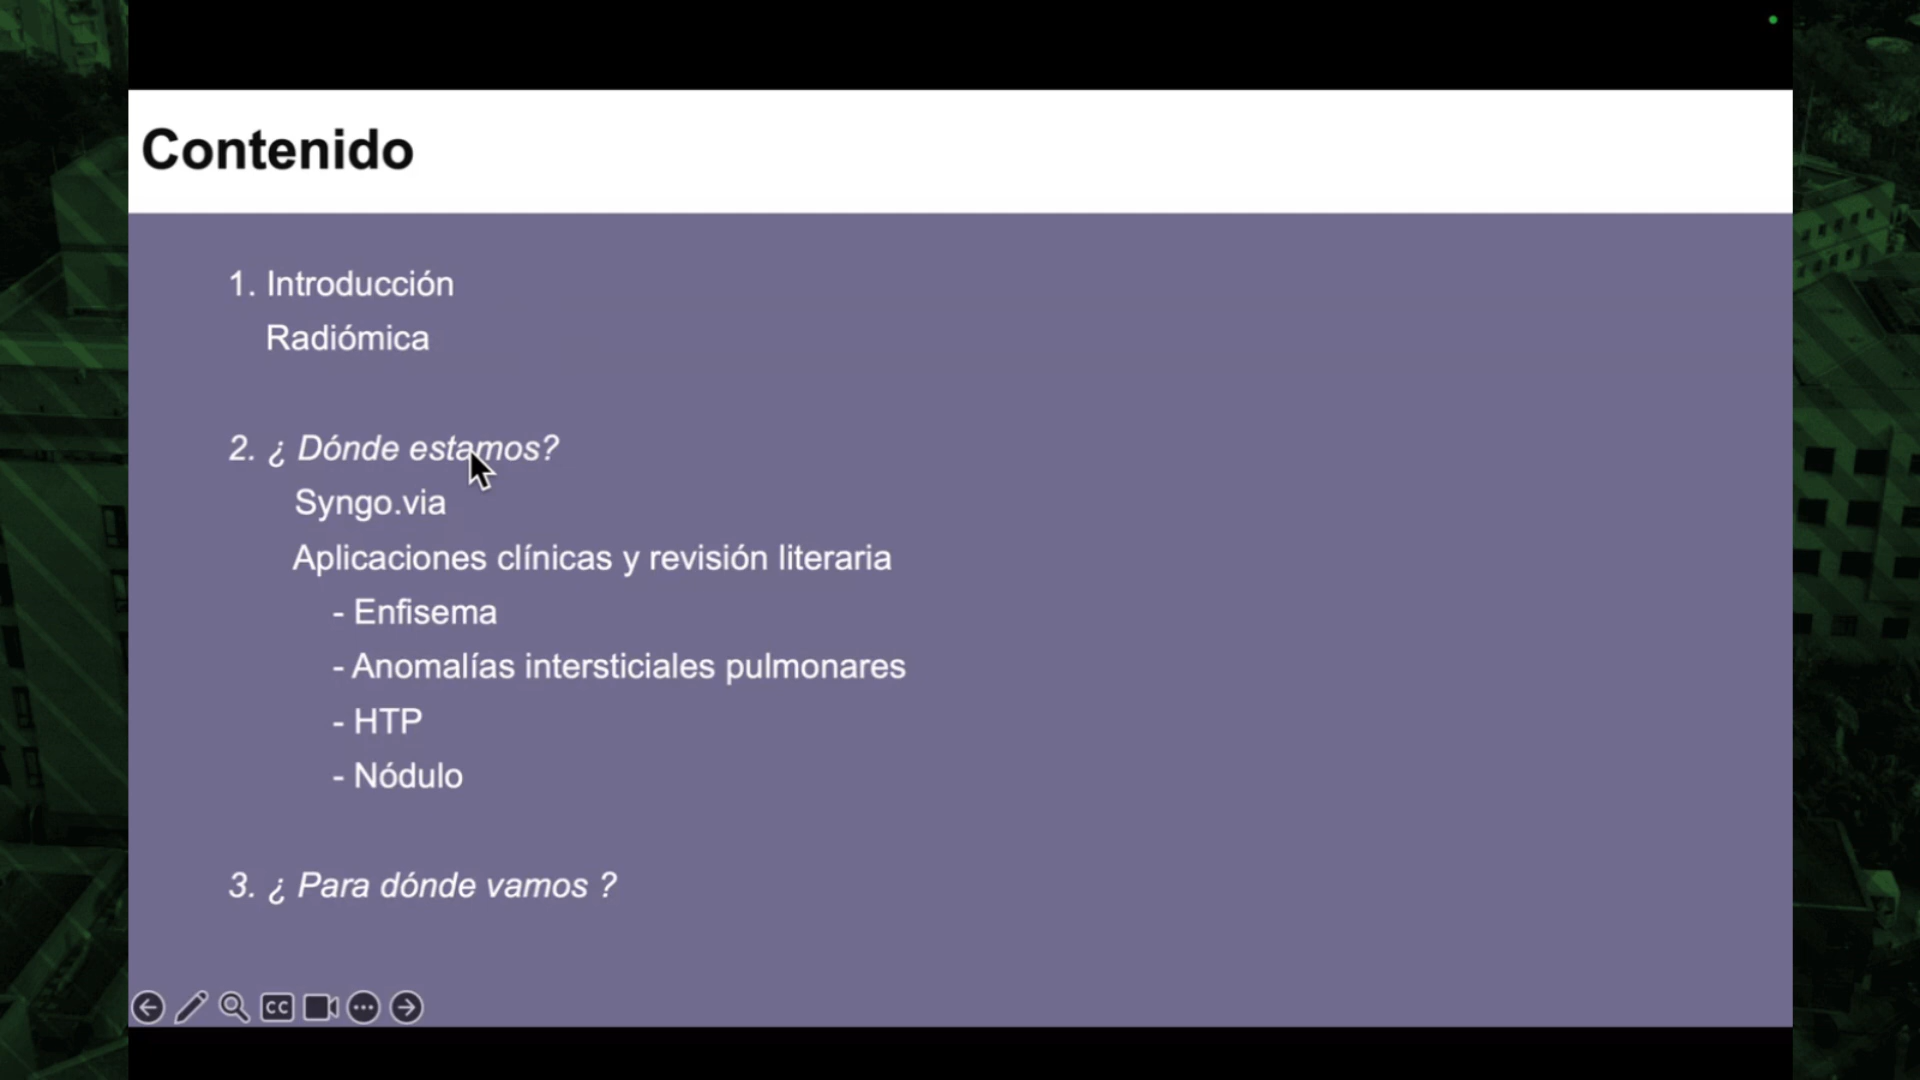 Contenido
1. Introducción
Radiómica
2. ¿ Dónde estamos?
Syngo.via
Aplicaciones clínicas y revisión literaria
- Enfisema
- Anomalías intersticiales pulmonares
- HTP
- Nódulo
3. ¿ Para dónde vamos ?
CC